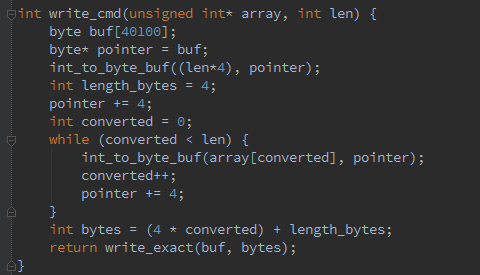 int write_cmd(unsigned int* array, int len) {
    byte buf[40100];
    byte* pointer = buf;
    int_to_byte_buf((len*4), pointer);
    int length_bytes = 4;
    pointer += 4;
    int converted = 0;
    while (converted < len) {
        int_to_byte_buf(array[converted], pointer);
        converted++;
        pointer += 4;
    }
    int bytes = (4 * converted) + length_bytes;
    return write_exact(buf, bytes);
}